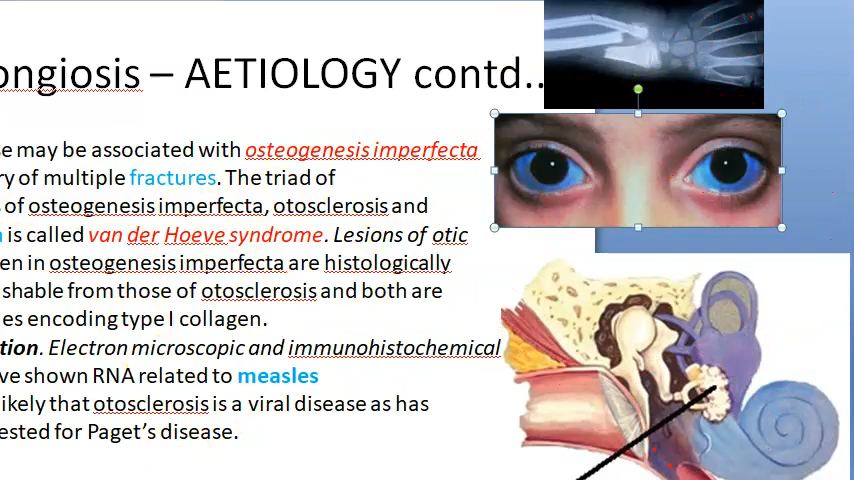 ongiosis – AETIOLOGY contd..
se may be associated with osteogenesis imperfecta
ry of multiple fractures. The triad of
s of osteogenesis imperfecta, otosclerosis and
is called van der Hoeve syndrome. Lesions of otic
en in osteogenesis imperfecta are histologically
shable from those of otosclerosis and both are
es encoding type I collagen.
tion. Electron microscopic and immunohistochemical
ve shown RNA related to measles
likely that otosclerosis is a viral disease as has
ested for Paget’s disease.